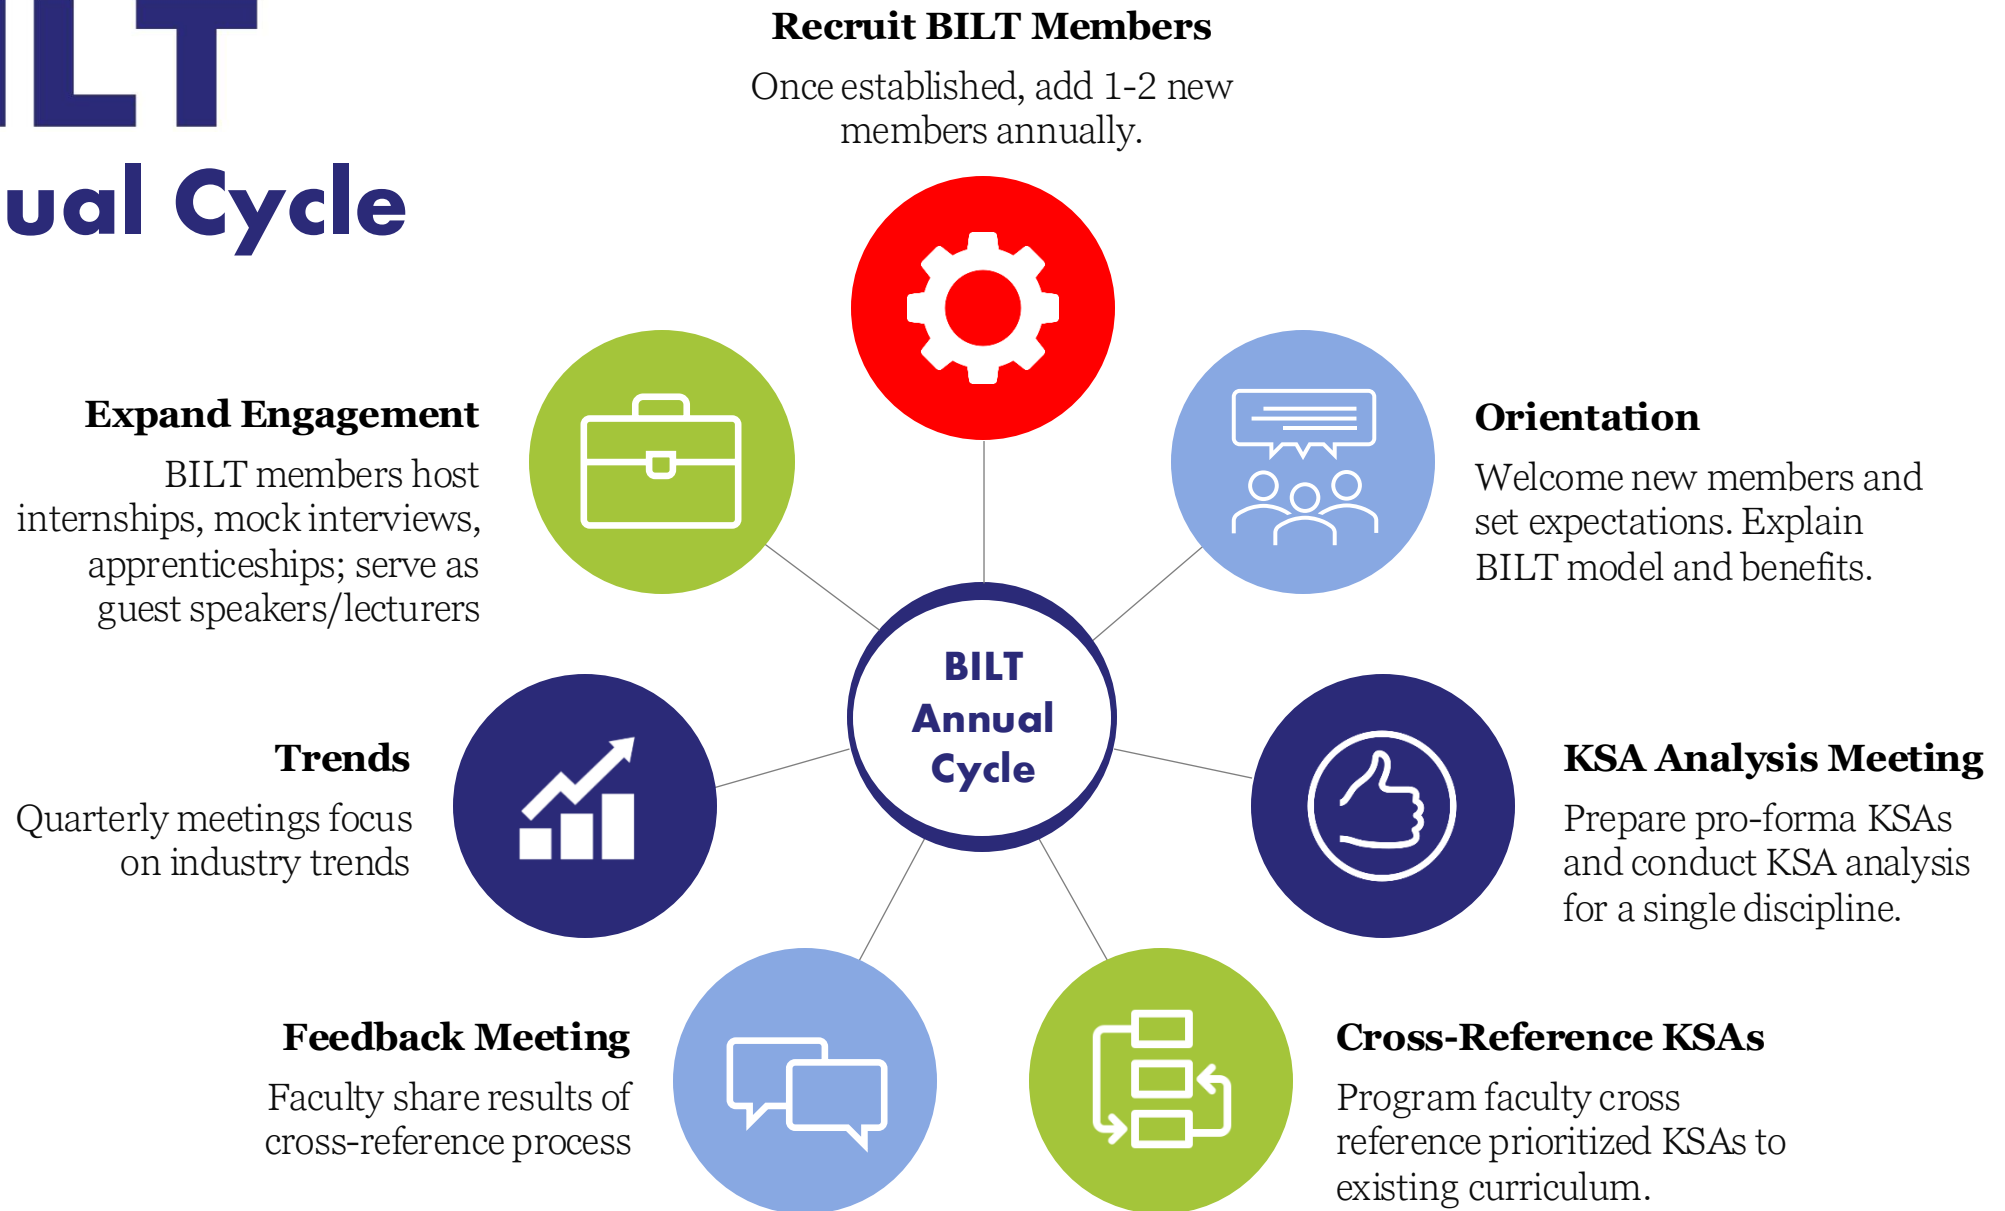 BILT
ual Cycle
Recruit BILT Members
Once established, add 1-2 new
members annually.
Orientation
Welcome new members and
set expectations. Explain
BILT model and benefits.
KSA Analysis Meeting
Prepare pro-forma KSAs
and conduct KSA analysis
for a single discipline.
Cross-Reference KSAs
Program faculty cross
reference prioritized KSAs to
existing curriculum.
Feedback Meeting
Faculty share results of
cross-reference process
Trends
Quarterly meetings focus
on industry trends
Expand Engagement
BILT members host
internships, mock interviews,
apprenticeships; serve as
guest speakers/lecturers
BILT
Annual
Cycle